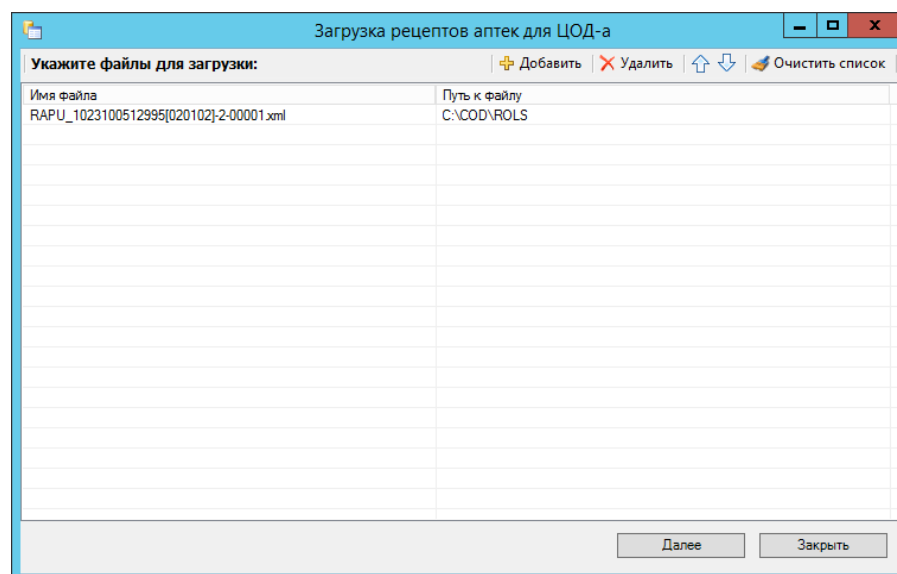 Загрузка рецептов аптек для ЦОД-а
Укажите файлы для загрузки: Добавить Удалить Очистить список
Имя файла Путь к файлу
RAPU_1023100512995[020102]-2-00001.xml C:\COD\ROLS
Далее Закрыть